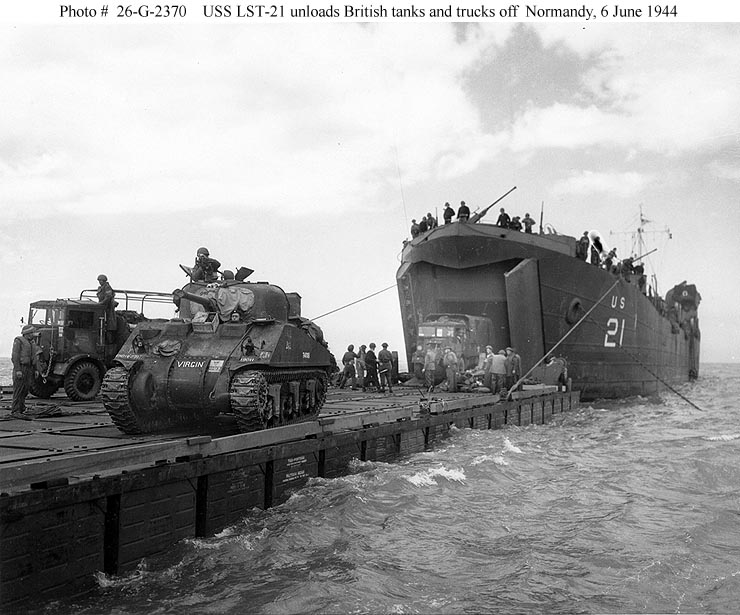 Photo # 26-G-2370 USS LST-21 unloads British tanks and trucks off Normandy, 6 June 1944
US
21
VIRGIN